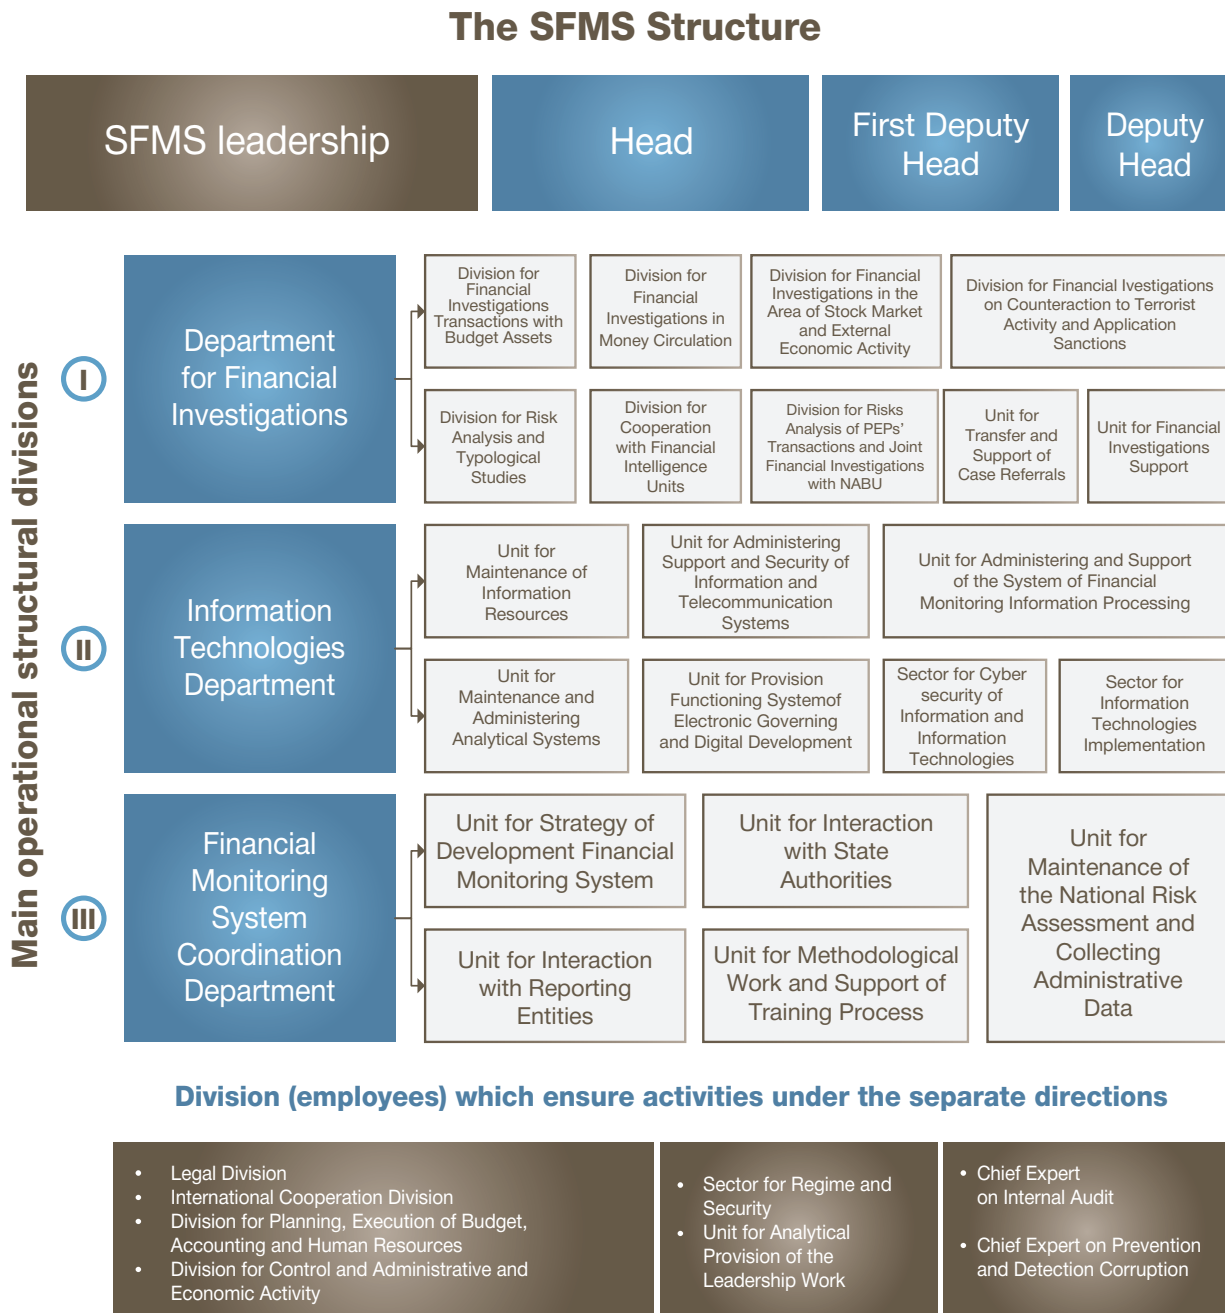 The SFMS Structure
SFMS leadership
Head
First Deputy
Head
Deputy
Head
Main operational structural divisions
I
Department
for Financial
Investigations
Division for
Financial
Investigations
Transactions with
Budget Assets
Division for
Financial
Investigations in
Money Circulation
Division for Financial
Investigations in the
Area of Stock Market
and External
Economic Activity
Division for Financial Ivestigations
on Counteraction to Terrorist
Activity and Application
Sanctions
Division for Risk
Analysis and
Typological
Studies
Division for
Cooperation
with Financial
Intelligence
Units
Division for Risks
Analysis of PEPs’
Transactions and Joint
Financial Investigations
with NABU
Unit for
Transfer and
Support of
Case Referrals
Unit for Financial
Investigations
Support
II
Information
Technologies
Department
Unit for
Maintenance of
Information
Resources
Unit for Administering
Support and Security of
Information and
Telecommunication
Systems
Unit for Administering and Support
of the System of Financial
Monitoring Information Processing
Unit for
Maintenance and
Administering
Analytical Systems
Unit for Provision
Functioning Systemof
Electronic Governing
and Digital Development
Sector for Cyber
security of
Information and
Information
Technologies
Sector for
Information
Technologies
Implementation
III
Financial
Monitoring
System
Coordination
Department
Unit for Strategy of
Development Financial
Monitoring System
Unit for Interaction
with State
Authorities
Unit for
Maintenance of
the National Risk
Assessment and
Collecting
Administrative
Data
Unit for Interaction
with Reporting
Entities
Unit for Methodological
Work and Support of
Training Process
Division (employees) which ensure activities under the separate directions
• Legal Division
• International Cooperation Division
• Division for Planning, Execution of Budget,
Accounting and Human Resources
• Division for Control and Administrative and
Economic Activity
• Sector for Regime and
Security
• Unit for Analytical
Provision of the
Leadership Work
• Chief Expert
on Internal Audit
• Chief Expert on Prevention
and Detection Corruption